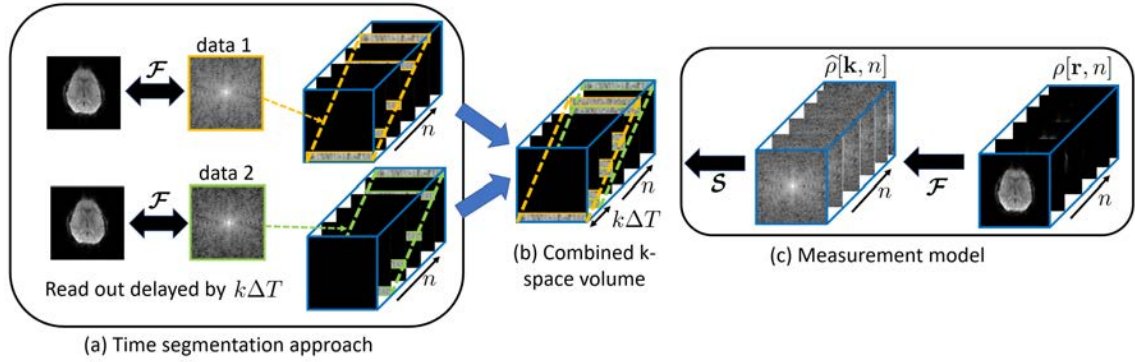 data 1
𝓕
n
data 2
𝓕
n
Read out delayed by kΔT
(a) Time segmentation approach
n
kΔT
(b) Combined k-
space volume
ρ̂[𝐤, n]
ρ[𝐫, n]
𝓢
n
𝓕
n
(c) Measurement model